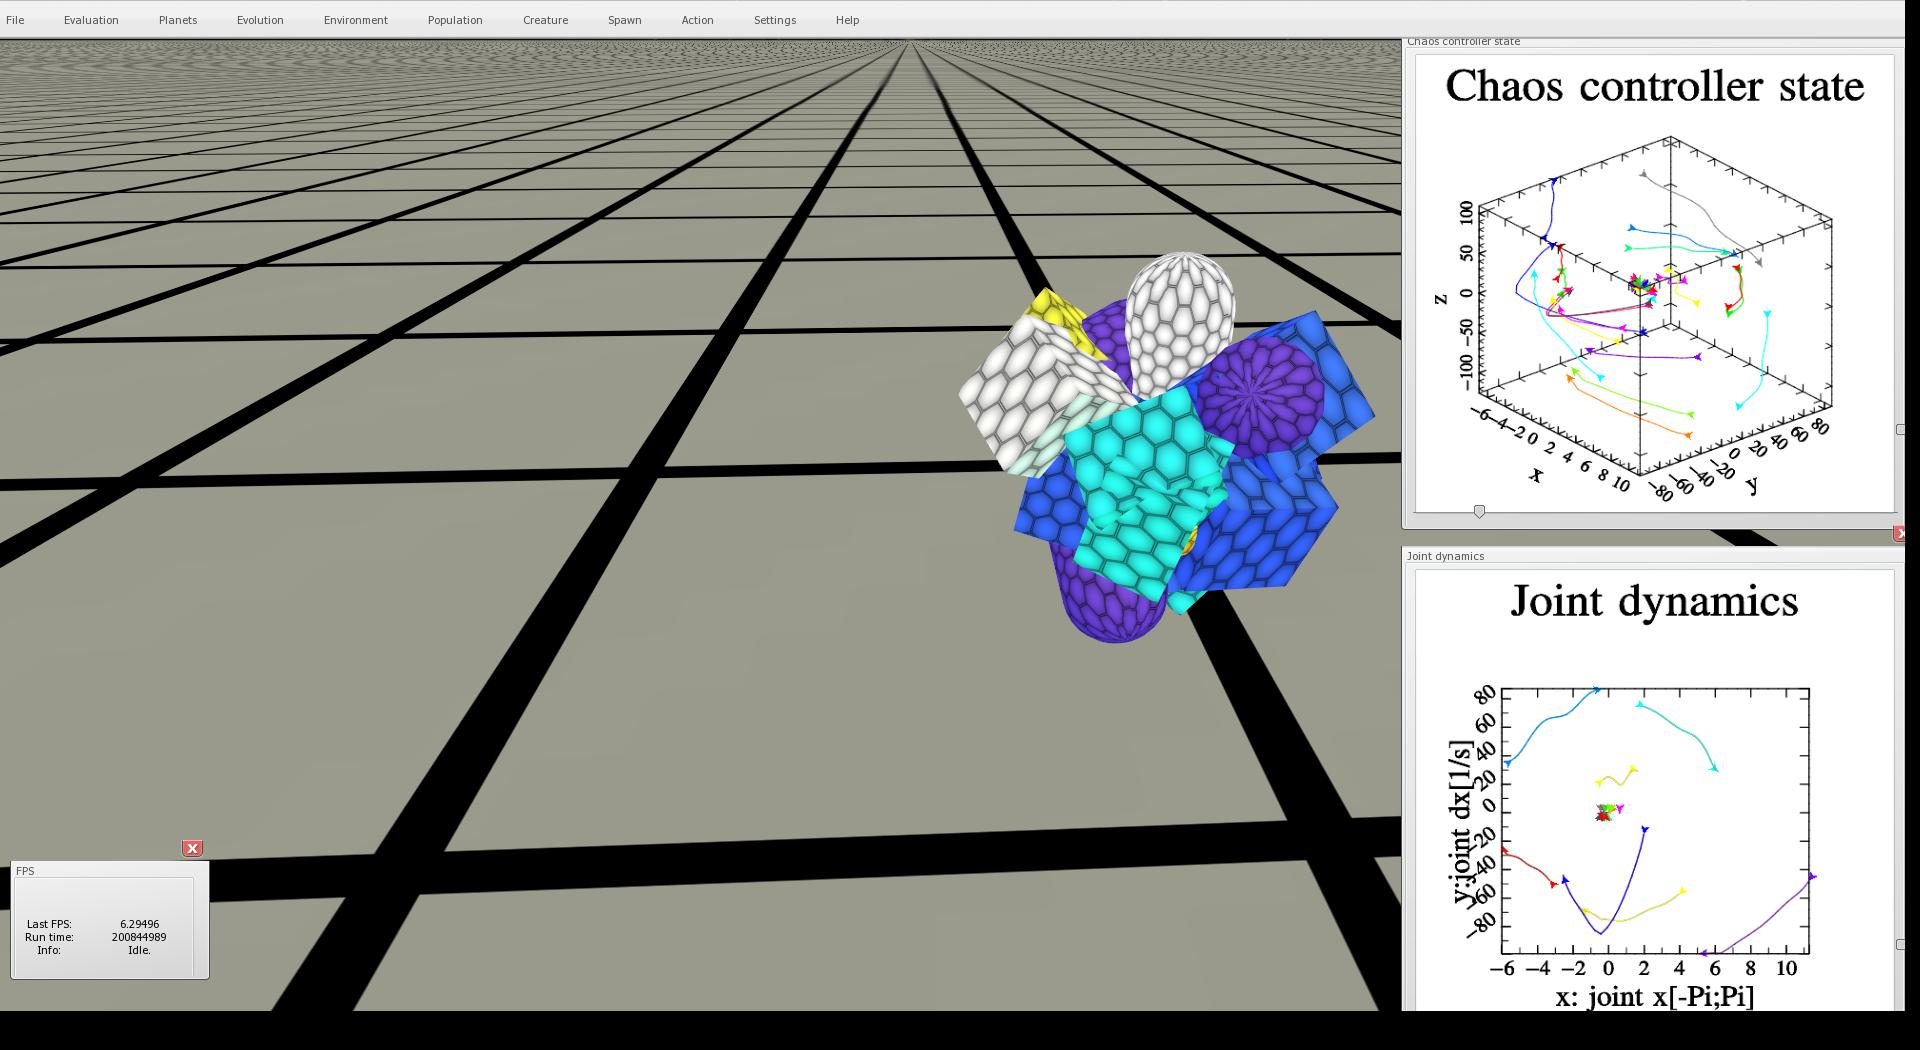 File Evaluation Planets Evolution Environment Population Creature Spawn Action Settings Help
Chaos controller state
Chaos controller state
100
50
0
−50
−100
z
−6 −4 −2 0 2 4 6 8 10
x
−80 −60 −40 −20 0 20 40 60 80
y
Joint dynamics
Joint dynamics
80
60
40
20
0
−20
−40
−60
−80
y:joint dx[1/s]
−6 −4 −2 0 2 4 6 8 10
x: joint x[-Pi;Pi]
FPS
Last FPS: 6.29496
Run time: 200844989
Info: Idle.